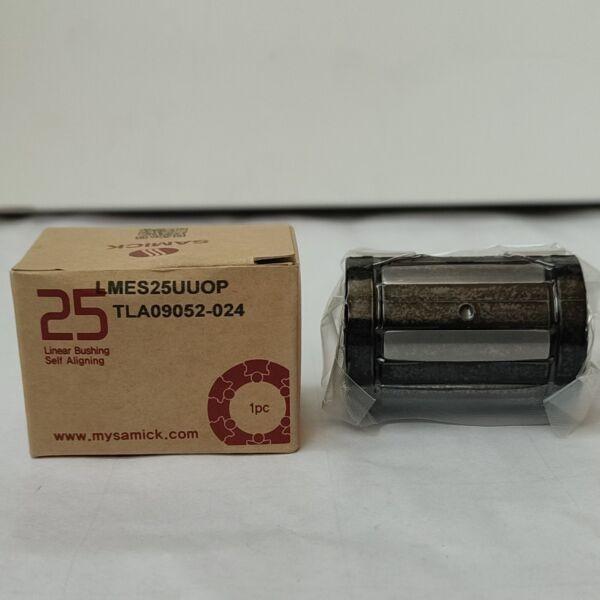 SAMICK
LMES25UUOP
TLA09052-024
25
Linear Bushing
Self Aligning
1pc
www.mysamick.com